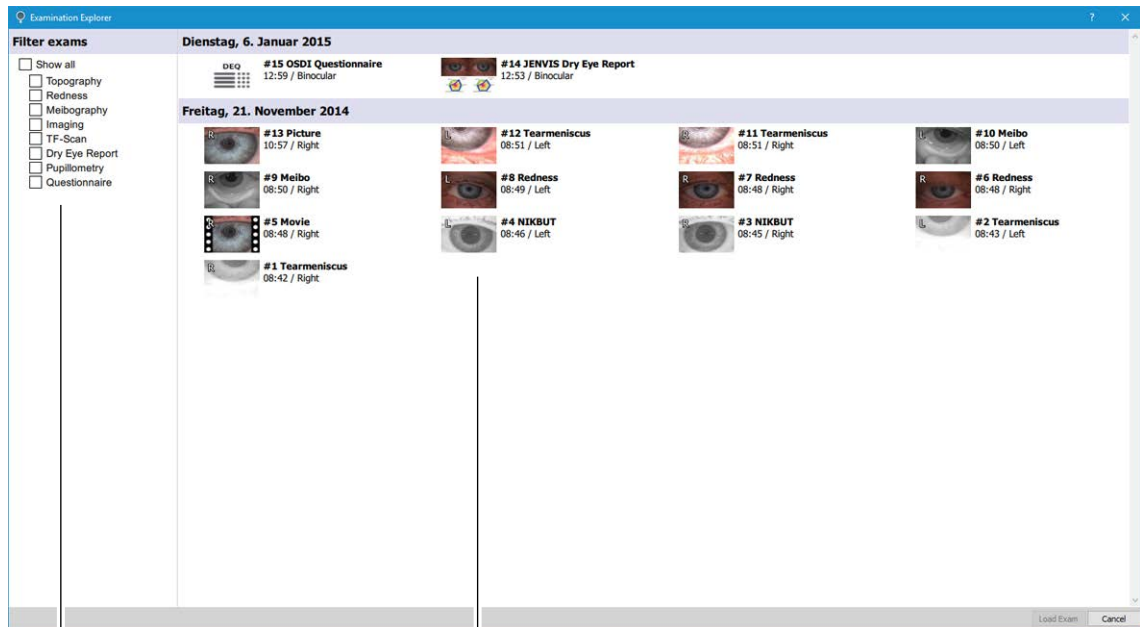 Examination Explorer
? ×
Filter exams
Show all
Topography
Redness
Meibography
Imaging
TF-Scan
Dry Eye Report
Pupillometry
Questionnaire
Dienstag, 6. Januar 2015
DEQ
#15 OSDI Questionnaire
12:59 / Binocular
#14 JENVIS Dry Eye Report
12:53 / Binocular
Freitag, 21. November 2014
R
#13 Picture
10:57 / Right
L
#12 Tearmeniscus
08:51 / Left
R
#11 Tearmeniscus
08:51 / Right
L
#10 Meibo
08:50 / Left
R
#9 Meibo
08:50 / Right
L
#8 Redness
08:49 / Left
R
#7 Redness
08:48 / Right
R
#6 Redness
08:48 / Right
R
#5 Movie
08:48 / Right
L
#4 NIKBUT
08:46 / Left
R
#3 NIKBUT
08:45 / Right
L
#2 Tearmeniscus
08:43 / Left
R
#1 Tearmeniscus
08:42 / Right
Load Exam
Cancel